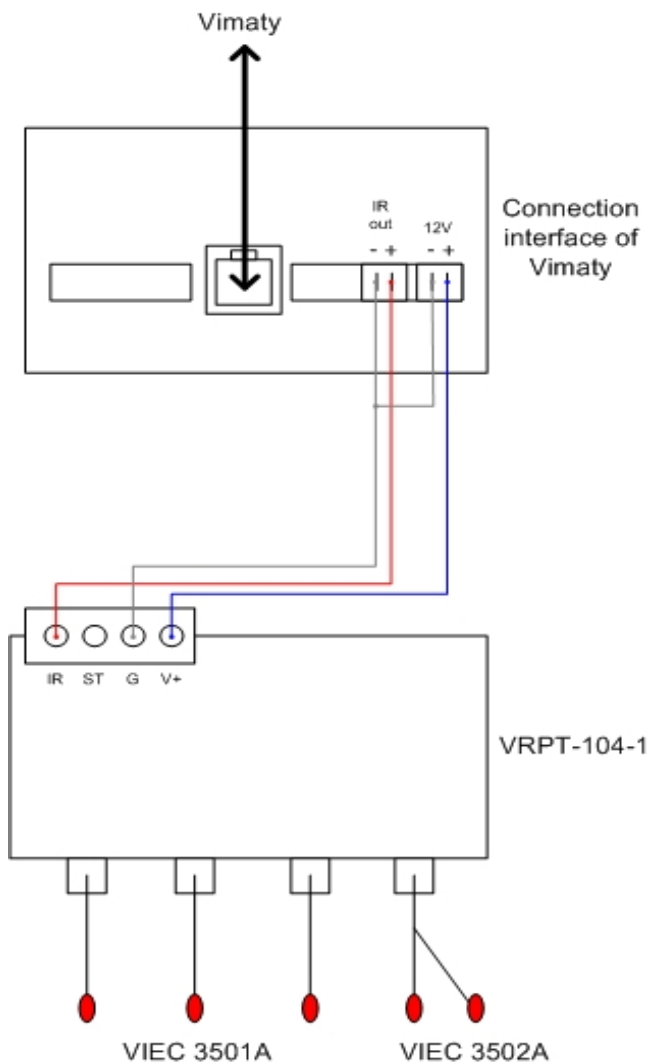 Vimaty
IR
out
12V
- +
- +
Connection
interface of
Vimaty
IR ST G V+
VRPT-104-1
VIEC 3501A
VIEC 3502A